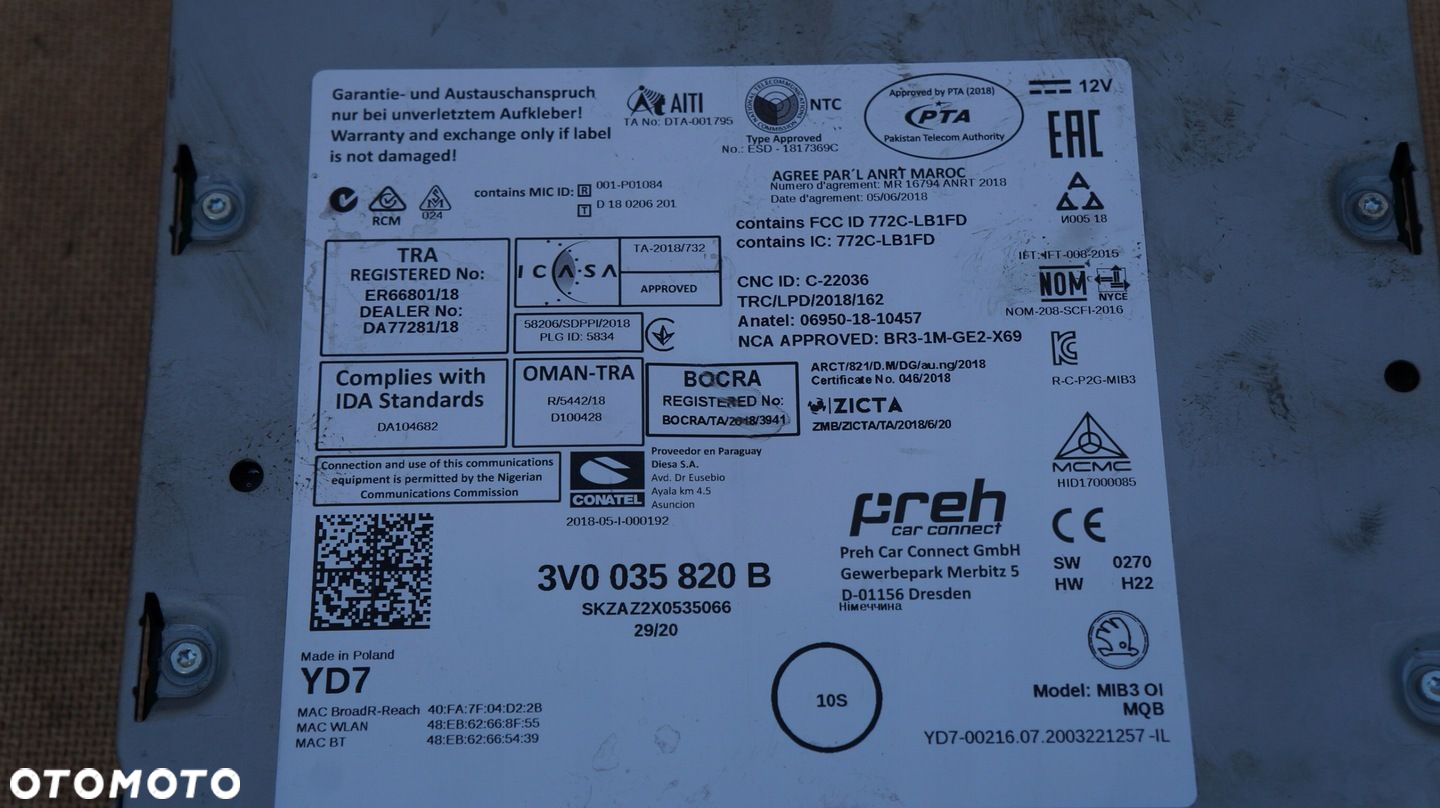 Garantie- und Austauschanspruch
nur bei unverletztem Aufkleber!
Warranty and exchange only if label
is not damaged!
AITI
TA No: DTA-001795
NATIONAL TELECOMMUNICATIONS COMMISSION
NTC
Type Approved
No.: ESD - 1817369C
Approved by PTA (2018)
PTA
Pakistan Telecom Authority
12V
EAC
RCM
024
contains MIC ID: R 001-P01084
T D 18 0206 201
AGREE PAR´L ANRT MAROC
Numero d'agrement: MR 16794 ANRT 2018
Date d'agrement: 05/06/2018
И005 18
contains FCC ID 772C-LB1FD
contains IC: 772C-LB1FD
TRA
REGISTERED No:
ER66801/18
DEALER No:
DA77281/18
ICASA
TA-2018/732
APPROVED
58206/SDPPI/2018
PLG ID: 5834
CNC ID: C-22036
TRC/LPD/2018/162
Anatel: 06950-18-10457
NCA APPROVED: BR3-1M-GE2-X69
IFT: IFT-008-2015
NOM
NYCE
NOM-208-SCFI-2016
R-C-P2G-MIB3
Complies with
IDA Standards
DA104682
OMAN-TRA
R/5442/18
D100428
BOCRA
REGISTERED No:
BOCRA/TA/2018/3941
ARCT/821/D.M/DG/au.ng/2018
Certificate No. 046/2018
ZICTA
ZMB/ZICTA/TA/2018/6/20
MCMC
HID17000085
Connection and use of this communications
equipment is permitted by the Nigerian
Communications Commission
CONATEL
2018-05-I-000192
Proveedor en Paraguay
Diesa S.A.
Avd. Dr Eusebio
Ayala km 4.5
Asuncion
preh
car connect
Preh Car Connect GmbH
Gewerbepark Merbitz 5
D-01156 Dresden
Німеччина
CE
SW 0270
HW H22
3V0 035 820 B
SKZAZ2X0535066
29/20
Made in Poland
YD7
MAC BroadR-Reach 40:FA:7F:04:D2:2B
MAC WLAN 48:EB:62:66:8F:55
MAC BT 48:EB:62:66:54:39
10S
Model: MIB3 OI
MQB
YD7-00216.07.2003221257 -IL
OTOMOTO